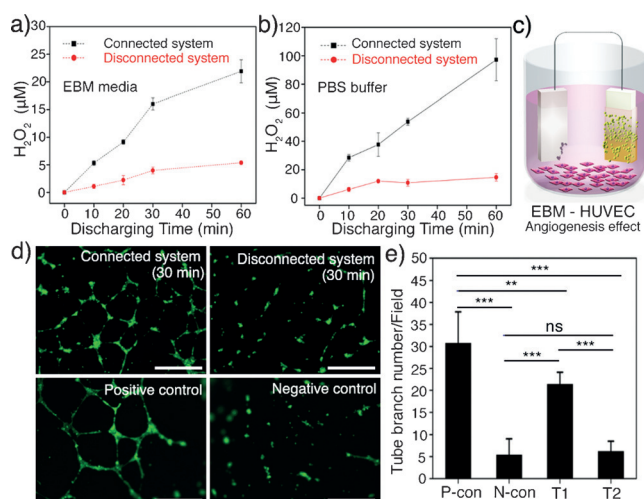 a)
H₂O₂ (μM)
25
20
15
10
5
0
Connected system
Disconnected system
EBM media
0 10 20 30 40 50 60
Discharging Time (min)
b)
H₂O₂ (μM)
120
100
80
60
40
20
0
Connected system
Disconnected system
PBS buffer
0 10 20 30 40 50 60
Discharging Time (min)
c)
EBM - HUVEC
Angiogenesis effect
d)
Connected system
(30 min)
Disconnected system
(30 min)
Positive control
Negative control
e)
Tube branch number/Field
50
45
40
35
30
25
20
15
10
5
0
***
**
***
***
ns
***
***
P-con N-con T1 T2